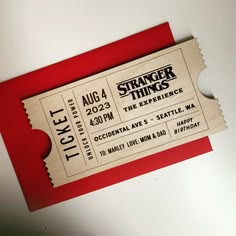 TICKET
UNLOCK YOUR POWER
AUG 4
2023
4:30 PM
STRANGER
THINGS
THE EXPERIENCE
OCCIDENTAL AVE S - SEATTLE, WA.
TO: MARLEY LOVE: MOM & DAD
HAPPY
BIRTHDAY